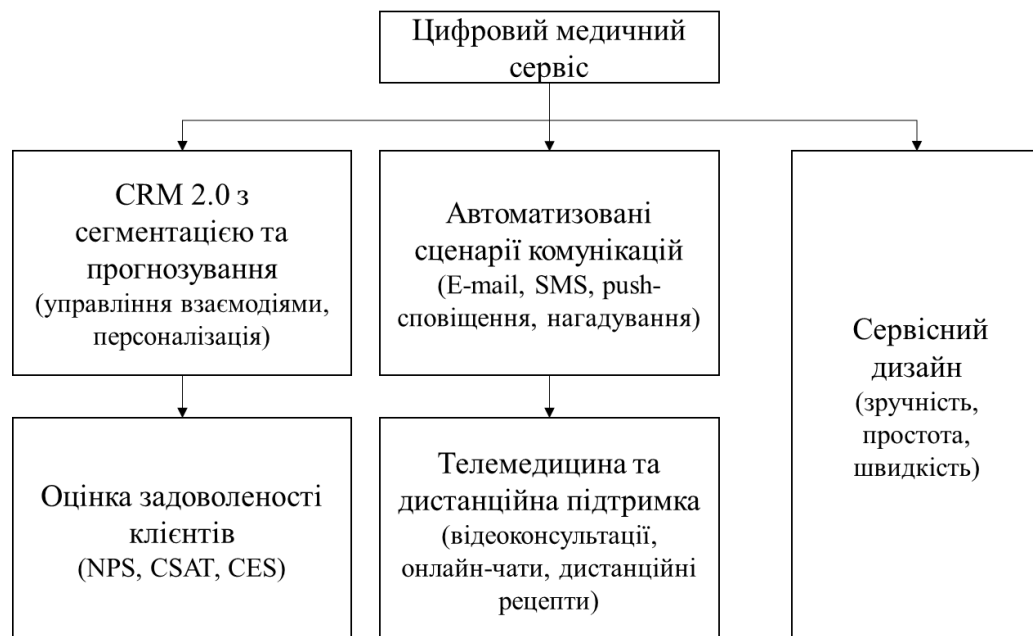 Цифровий медичний
сервіс
CRM 2.0 з
сегментацією та
прогнозування
(управління взаємодіями,
персоналізація)
Автоматизовані
сценарії комунікацій
(E-mail, SMS, push-
сповіщення, нагадування)
Сервісний
дизайн
(зручність,
простота,
швидкість)
Оцінка задоволеності
клієнтів
(NPS, CSAT, CES)
Телемедицина та
дистанційна підтримка
(відеоконсультації,
онлайн-чати, дистанційні
рецепти)